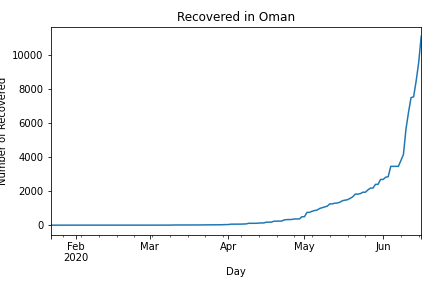 Recovered in Oman
10000
8000
6000
4000
2000
0
Number of Recovered
Feb
2020
Mar
Apr
May
Jun
Day